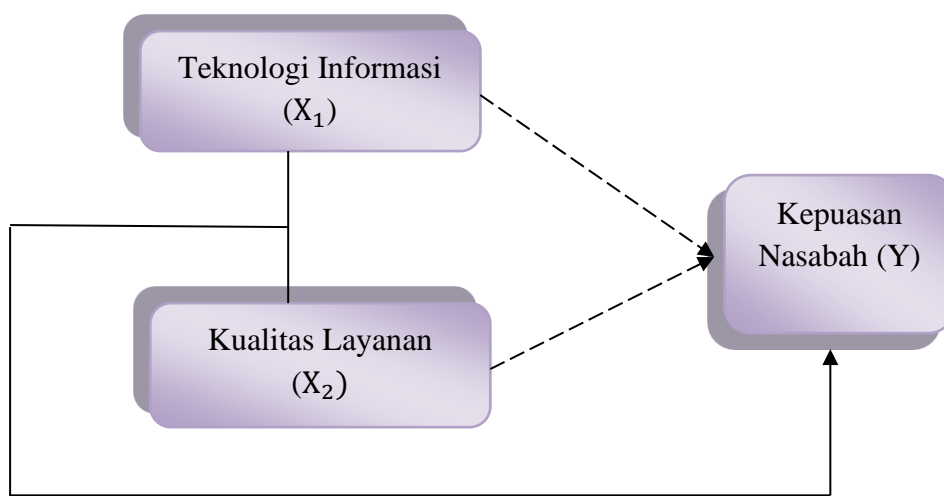 Teknologi Informasi
(X₁)
Kepuasan
Nasabah (Y)
Kualitas Layanan
(X₂)